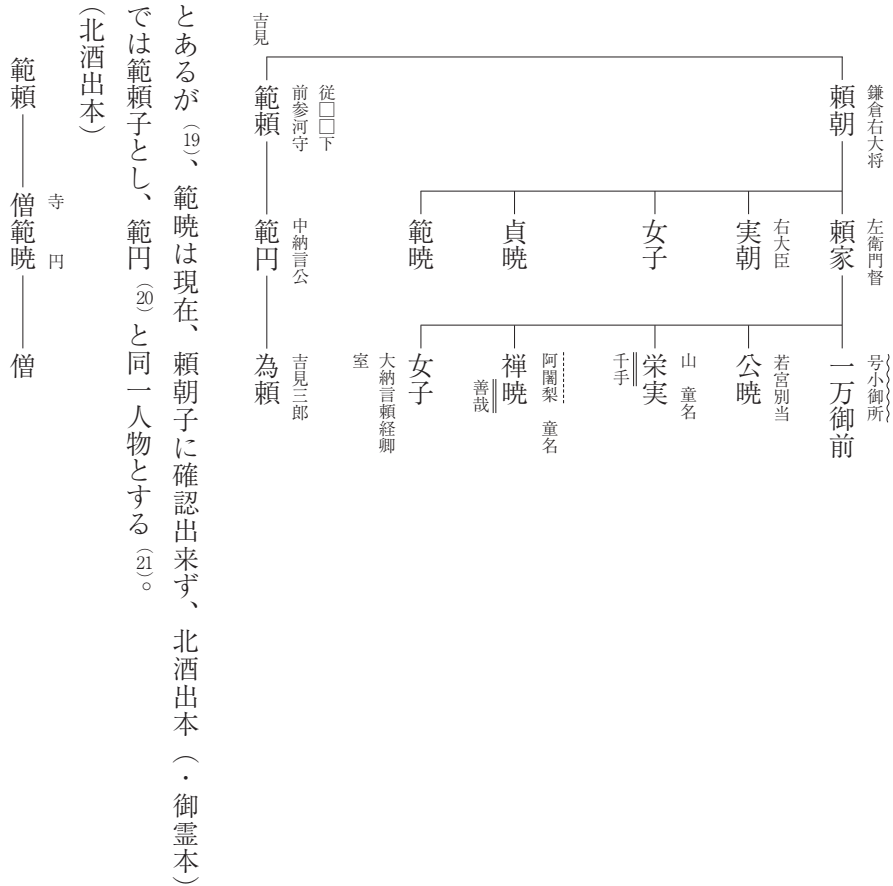 鎌倉右大将
頼朝
左衛門督
頼家
号小御所
一万御前
右大臣
実朝
若宮別当
公暁
女子
山 童名
栄実
千手
貞暁
阿闍梨 童名
禅暁
善哉
範暁
女子
大納言頼経卿
室
吉見
従□□下
前参河守
範頼
中納言公
範円
吉見三郎
為頼
とあるが(19)、範暁は現在、頼朝子に確認出来ず、北酒出本(・御霊本)
では範頼子とし、範円(20)と同一人物とする(21)。
(北酒出本)
寺 円
範頼――僧範暁――僧